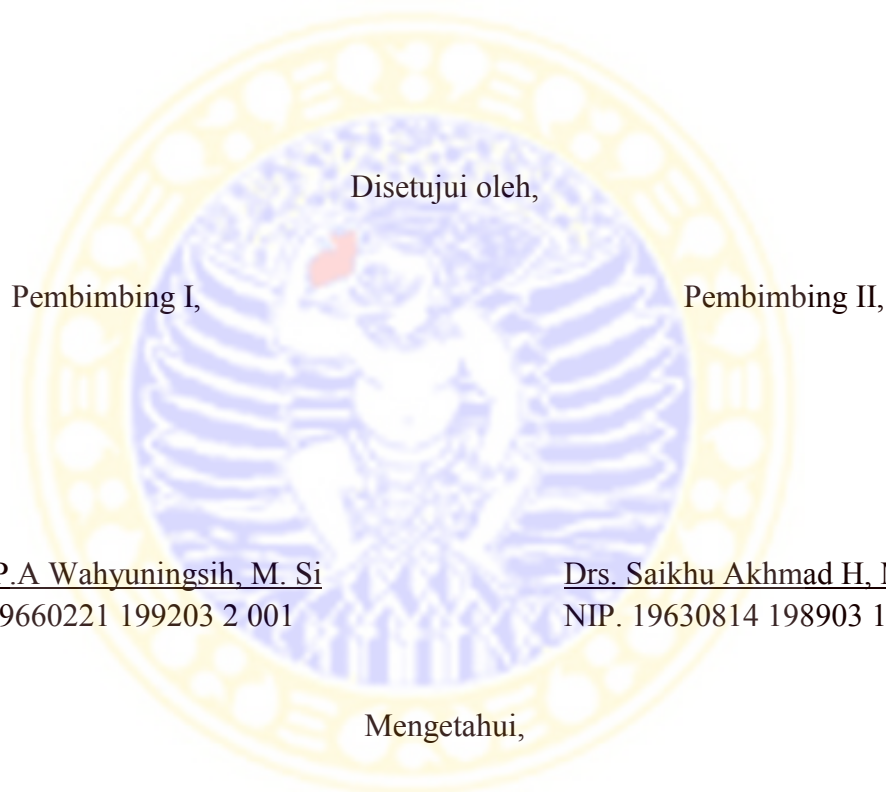 Disetujui oleh,
Pembimbing I, Pembimbing II,
P.A Wahyuningsih, M. Si Drs. Saikhu Akhmad H,
9660221 199203 2 001 NIP. 19630814 198903 1
Mengetahui,